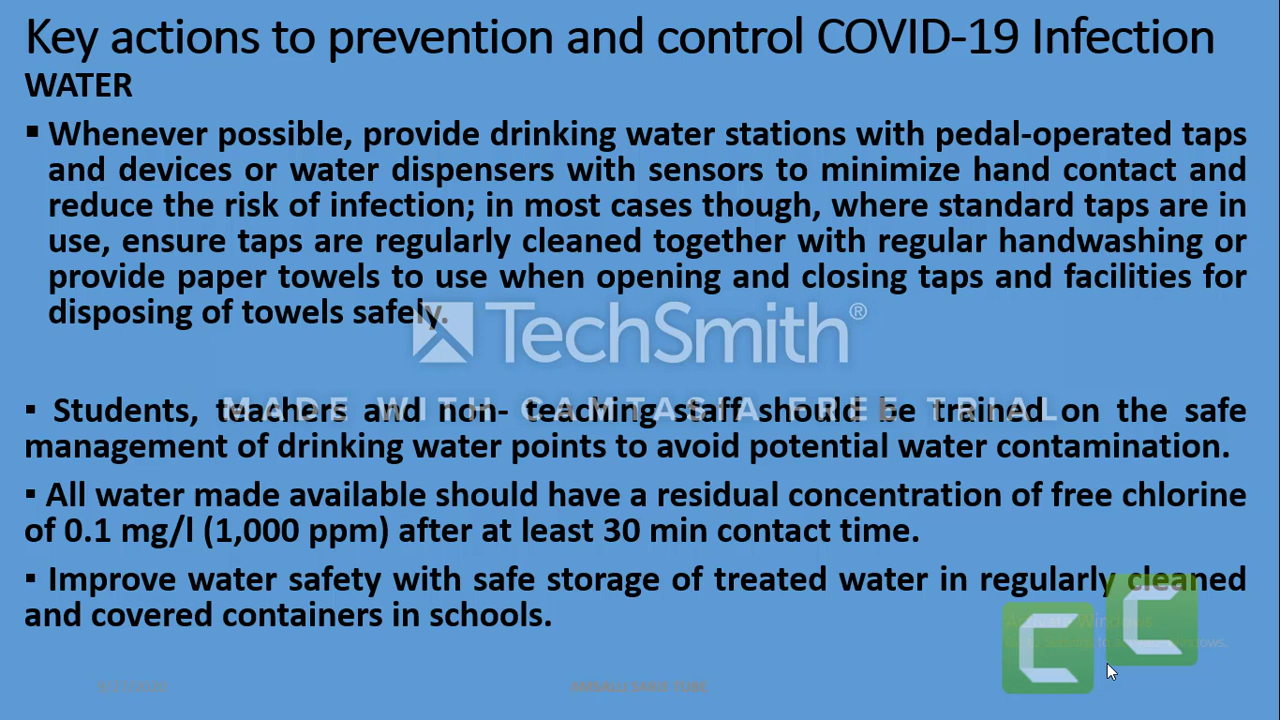 Key actions to prevention and control COVID-19 Infection
WATER
▪ Whenever possible, provide drinking water stations with pedal-operated taps
and devices or water dispensers with sensors to minimize hand contact and
reduce the risk of infection; in most cases though, where standard taps are in
use, ensure taps are regularly cleaned together with regular handwashing or
provide paper towels to use when opening and closing taps and facilities for
disposing of towels safely.
TechSmith®
MADE WITH CAMTASIA FREE TRIAL
▪ Students, teachers and non- teaching staff should be trained on the safe
management of drinking water points to avoid potential water contamination.
▪ All water made available should have a residual concentration of free chlorine
of 0.1 mg/l (1,000 ppm) after at least 30 min contact time.
▪ Improve water safety with safe storage of treated water in regularly cleaned
and covered containers in schools.